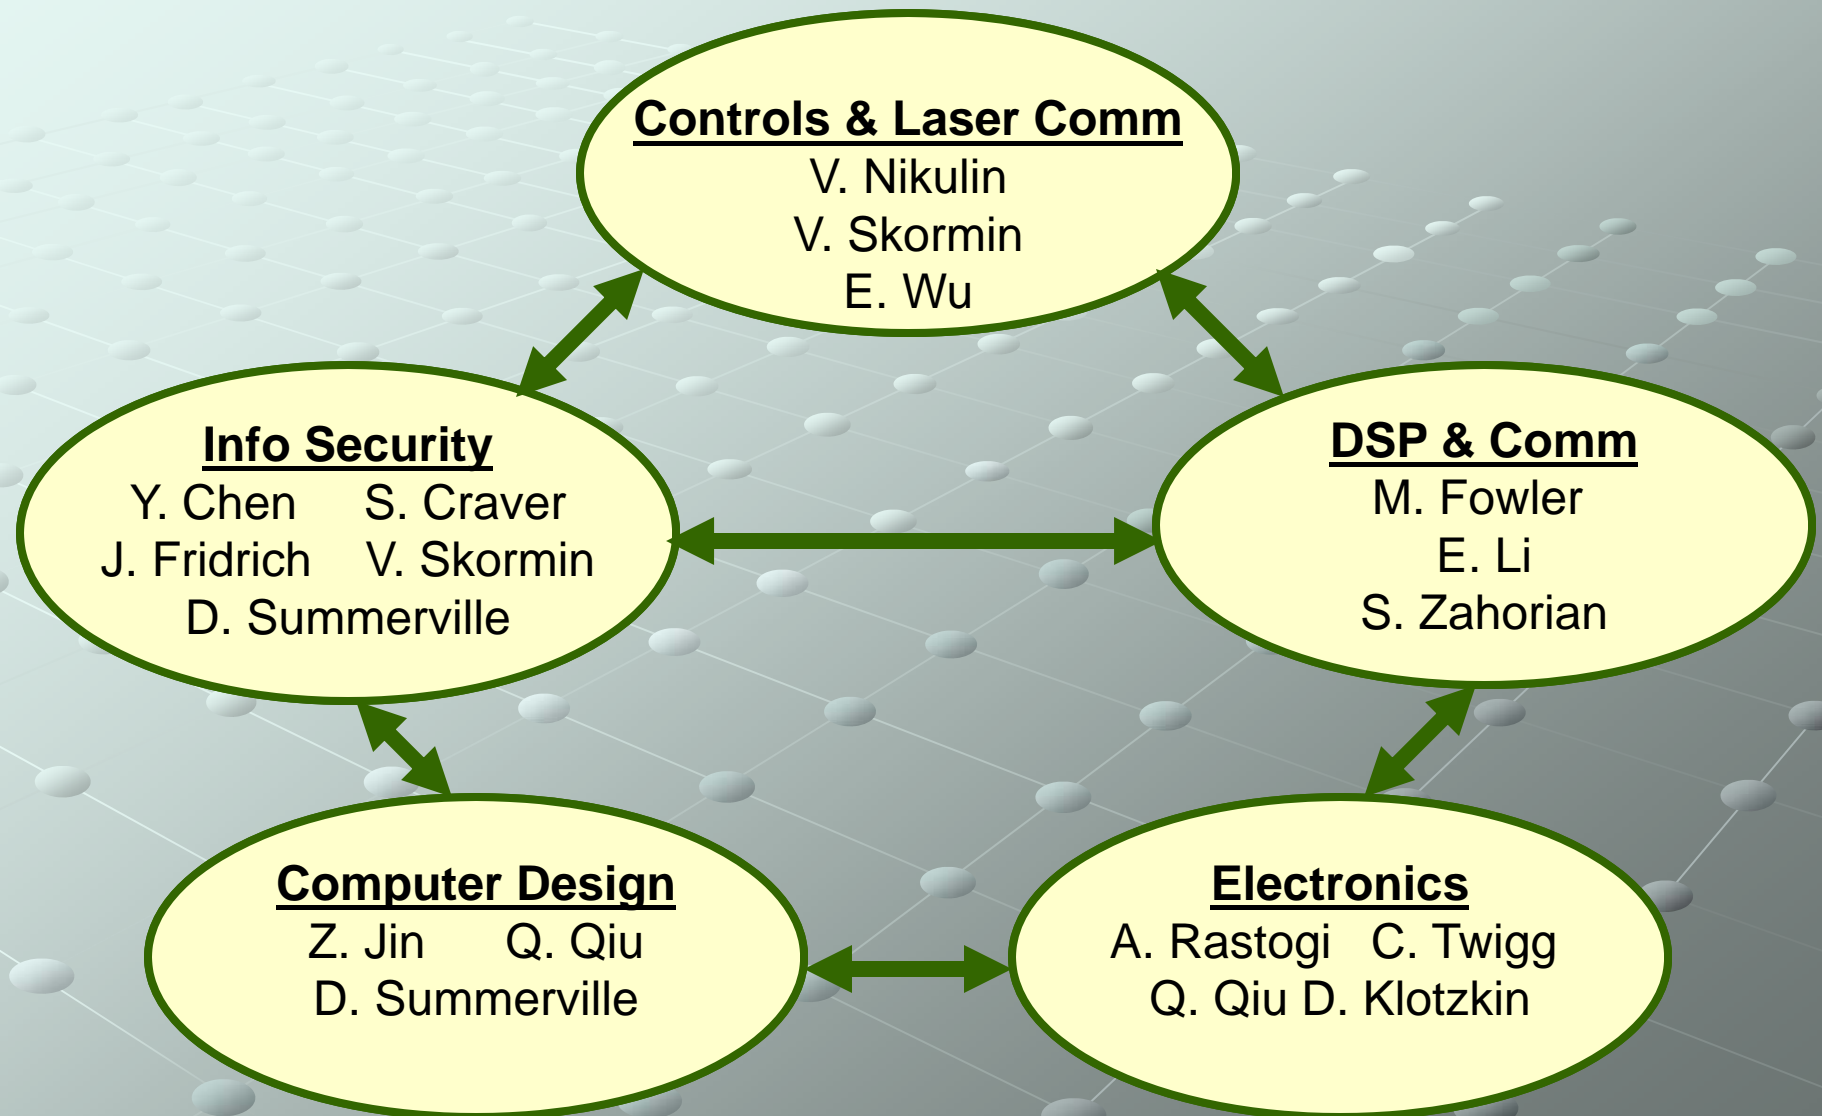 Controls & Laser Comm
V. Nikulin
V. Skormin
E. Wu
Info Security
Y. Chen S. Craver
J. Fridrich V. Skormin
D. Summerville
DSP & Comm
M. Fowler
E. Li
S. Zahorian
Computer Design
Z. Jin Q. Qiu
D. Summerville
Electronics
A. Rastogi C. Twigg
Q. Qiu D. Klotzkin